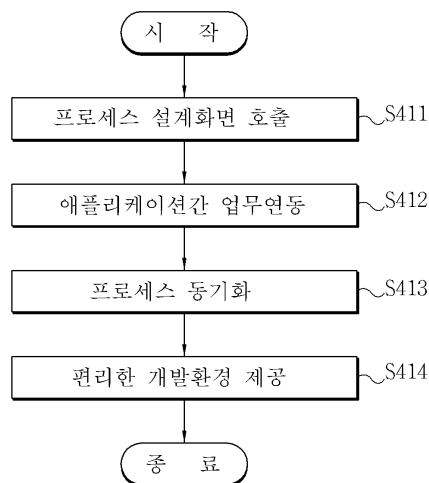 시 작
프로세스 설계화면 호출
S411
애플리케이션간 업무연동
S412
프로세스 동기화
S413
편리한 개발환경 제공
S414
종 료